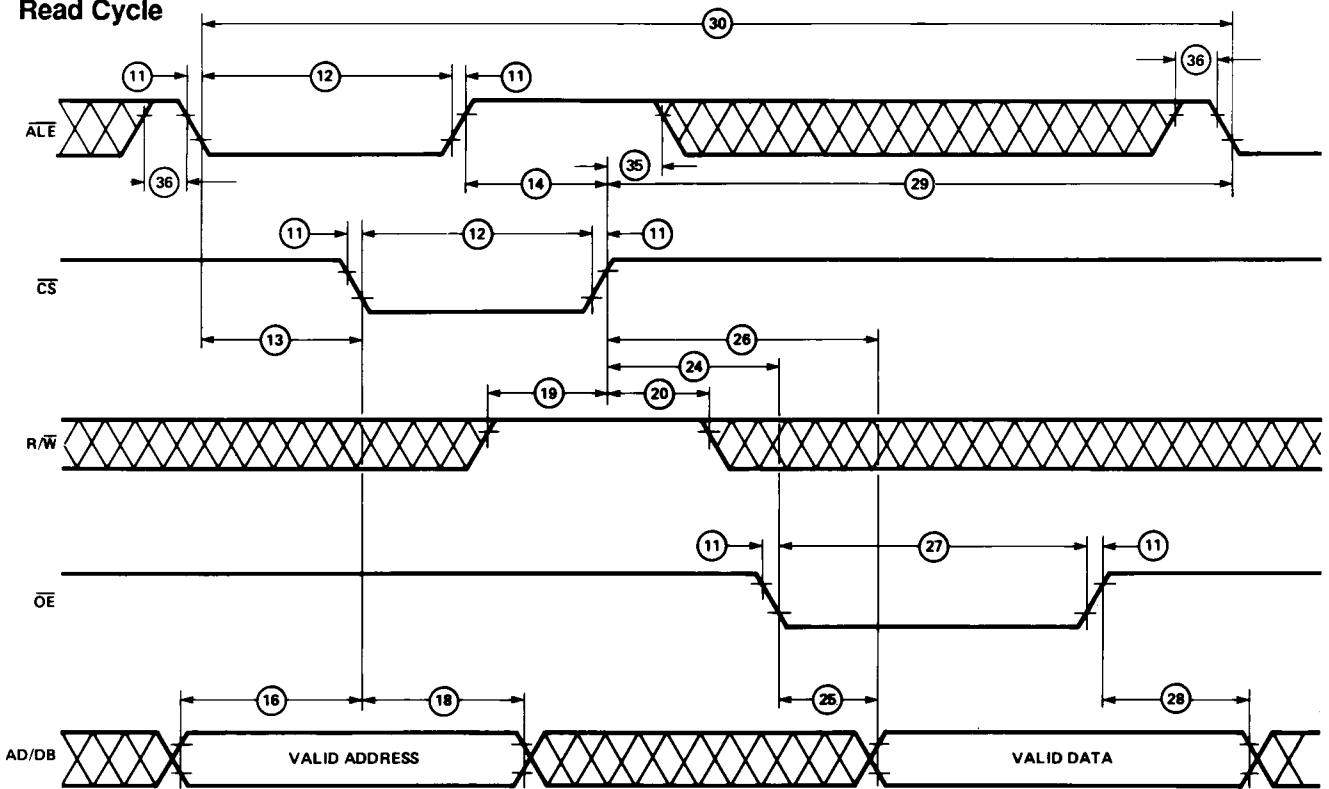 Read Cycle
30
11 12 11 36
ALE
36 14 35 29
11 12 11
CS
13 26
24
19 20
R/W
11 27 11
OE
16 18 25 28
AD/DB VALID ADDRESS VALID DATA